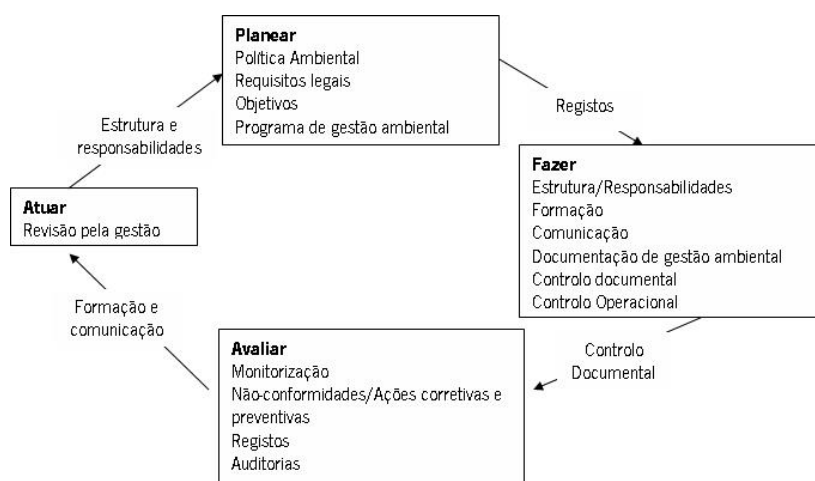 Planear
Política Ambiental
Requisitos legais
Objetivos
Programa de gestão ambiental
Registos
Estrutura e
responsabilidades
Fazer
Estrutura/Responsabilidades
Formação
Comunicação
Documentação de gestão ambiental
Controlo documental
Controlo Operacional
Atuar
Revisão pela gestão
Formação e
comunicação
Avaliar
Monitorização
Não-conformidades/Ações corretivas e
preventivas
Registos
Auditorias
Controlo
Documental